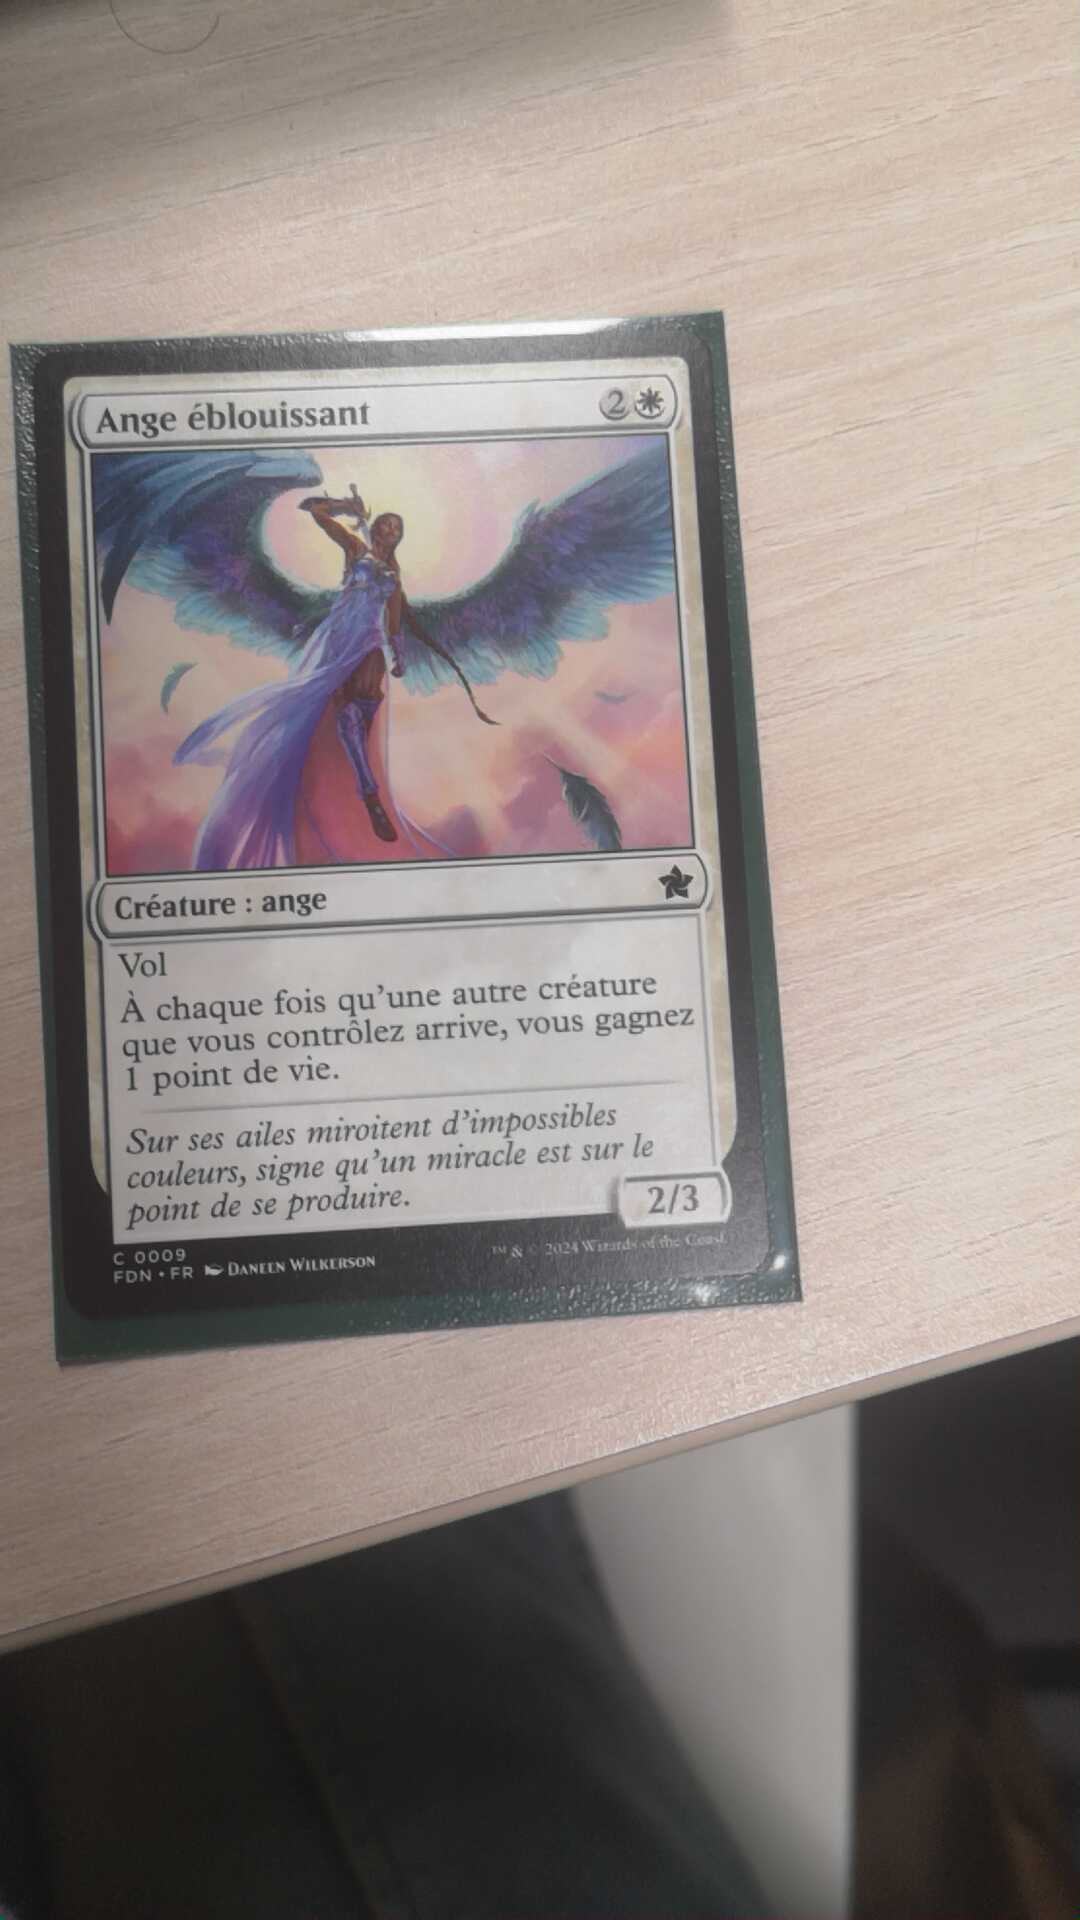 Ange éblouissant 2
Créature : ange
Vol
À chaque fois qu'une autre créature
que vous contrôlez arrive, vous gagnez
1 point de vie.
Sur ses ailes miroitent d'impossibles
couleurs, signe qu'un miracle est sur le
point de se produire.
2/3
C 0009
FDN • FR DANEEN WILKERSON
™ & © 2024 Wizards of the Coast